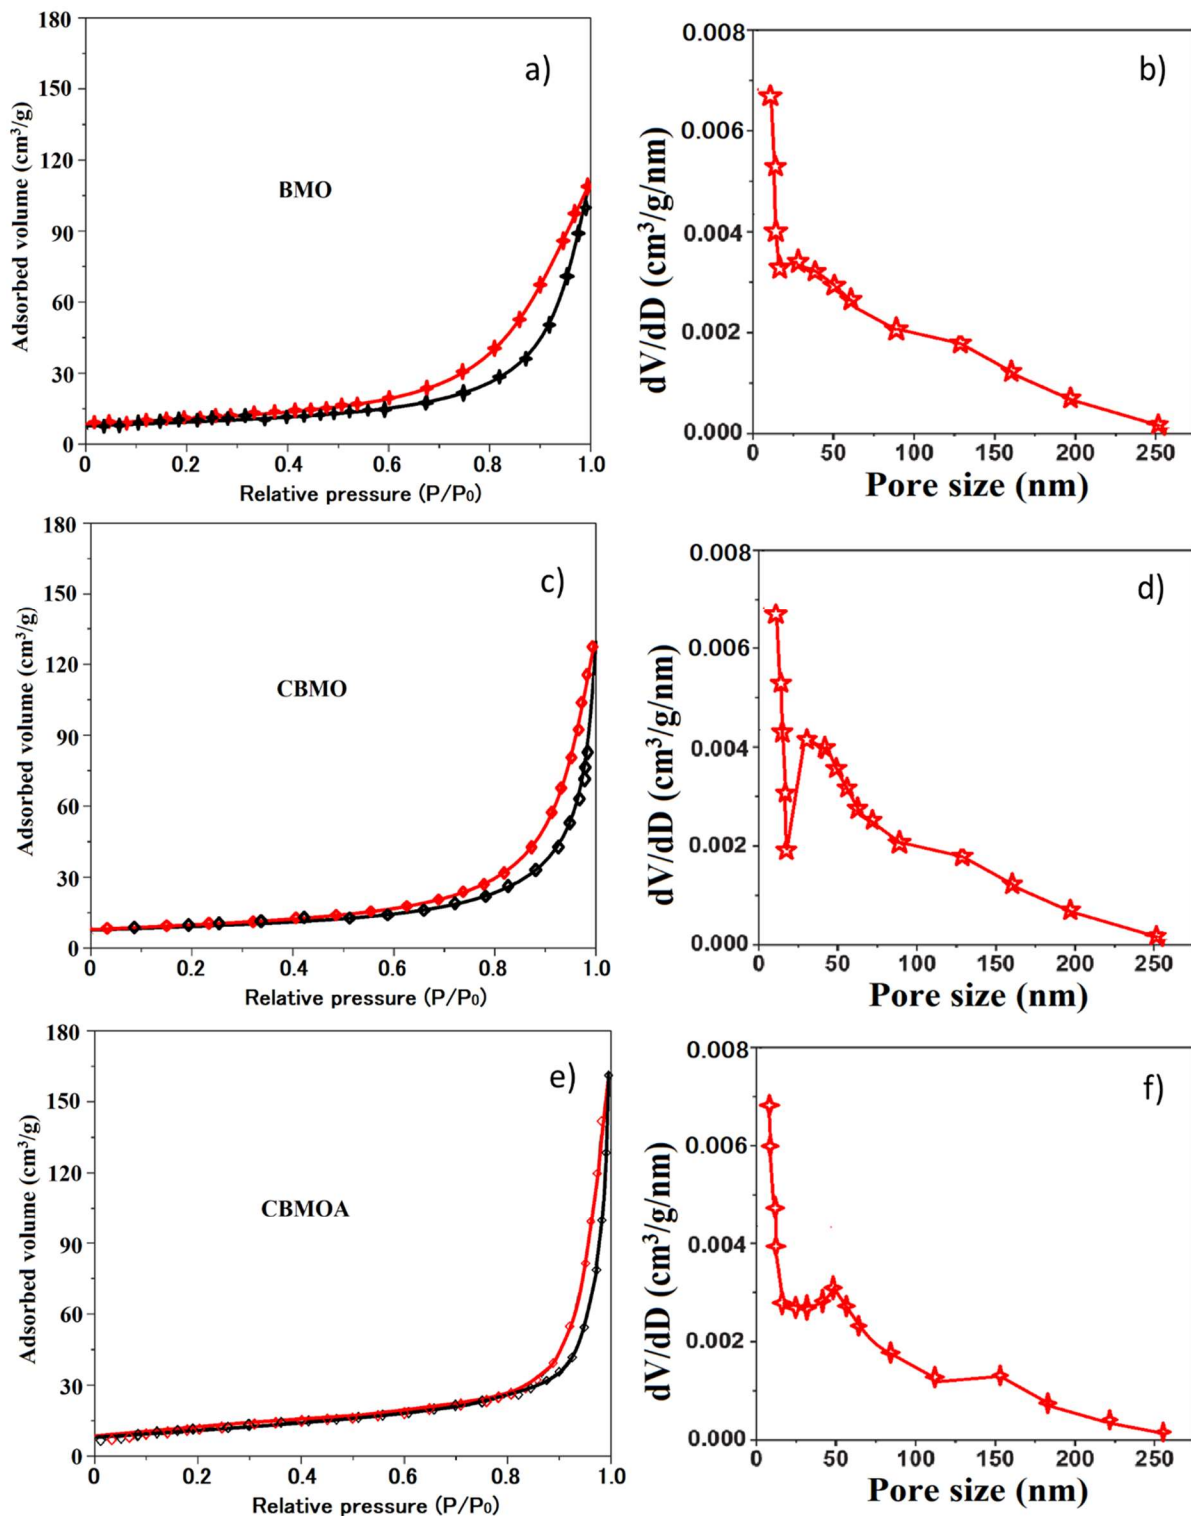 180
150
120
90
60
30
0
Adsorbed volume (cm³/g)
a)
BMO
0 0.2 0.4 0.6 0.8 1.0
Relative pressure (P/P₀)
0.008
0.006
0.004
0.002
0.000
dV/dD (cm³/g/nm)
b)
0 50 100 150 200 250
Pore size (nm)
180
150
120
90
60
30
0
Adsorbed volume (cm³/g)
c)
CBMO
0 0.2 0.4 0.6 0.8 1.0
Relative pressure (P/P₀)
0.008
0.006
0.004
0.002
0.000
dV/dD (cm³/g/nm)
d)
0 50 100 150 200 250
Pore size (nm)
180
150
120
90
60
30
0
Adsorbed volume (cm³/g)
e)
CBMOA
0 0.2 0.4 0.6 0.8 1.0
Relative pressure (P/P₀)
0.008
0.006
0.004
0.002
0.000
dV/dD (cm³/g/nm)
f)
0 50 100 150 200 250
Pore size (nm)